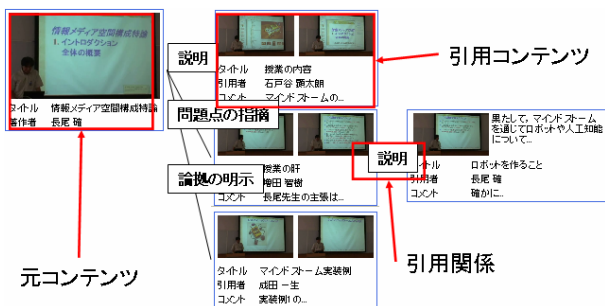 情報メディア空間構成特論
1. イントロダクション
全体の概要
タイトル 情報メディア空間構成特論
著作者 長尾 確
元コンテンツ
説明
問題点の指摘
論拠の明示
タイトル 授業の内容
引用者 石戸谷 顕太朗
コメント マインドストームの...
タイトル 授業の肝
引用者 増田 智樹
コメント 長尾先生の主張は...
タイトル マインドストーム実装例
引用者 成田 一生
コメント 実装例1の...
引用コンテンツ
説明
果たして，マインドストーム
を通じてロボットや人工知能
について...
タイトル ロボットを作ること
引用者 長尾 確
コメント 確かに...
引用関係